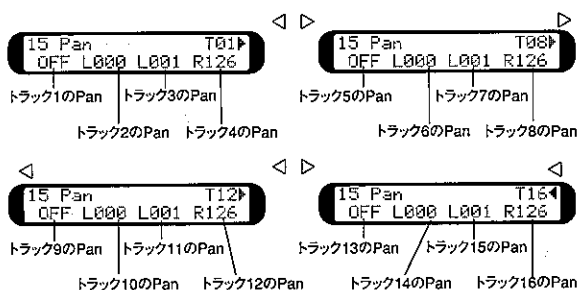 ◁ ▷
15 Pan T01▶
OFF L000 L001 R126
トラック1のPan トラック3のPan
トラック2のPan トラック4のPan
▷
15 Pan T08▶
OFF L000 L001 R126
トラック5のPan トラック7のPan
トラック6のPan トラック8のPan
◁ ◁ ▷
15 Pan T12▶
OFF L000 L001 R126
トラック9のPan トラック11のPan
トラック10のPan トラック12のPan
◁
15 Pan T16◀
OFF L000 L001 R126
トラック13のPan トラック15のPan
トラック14のPan トラック16のPan